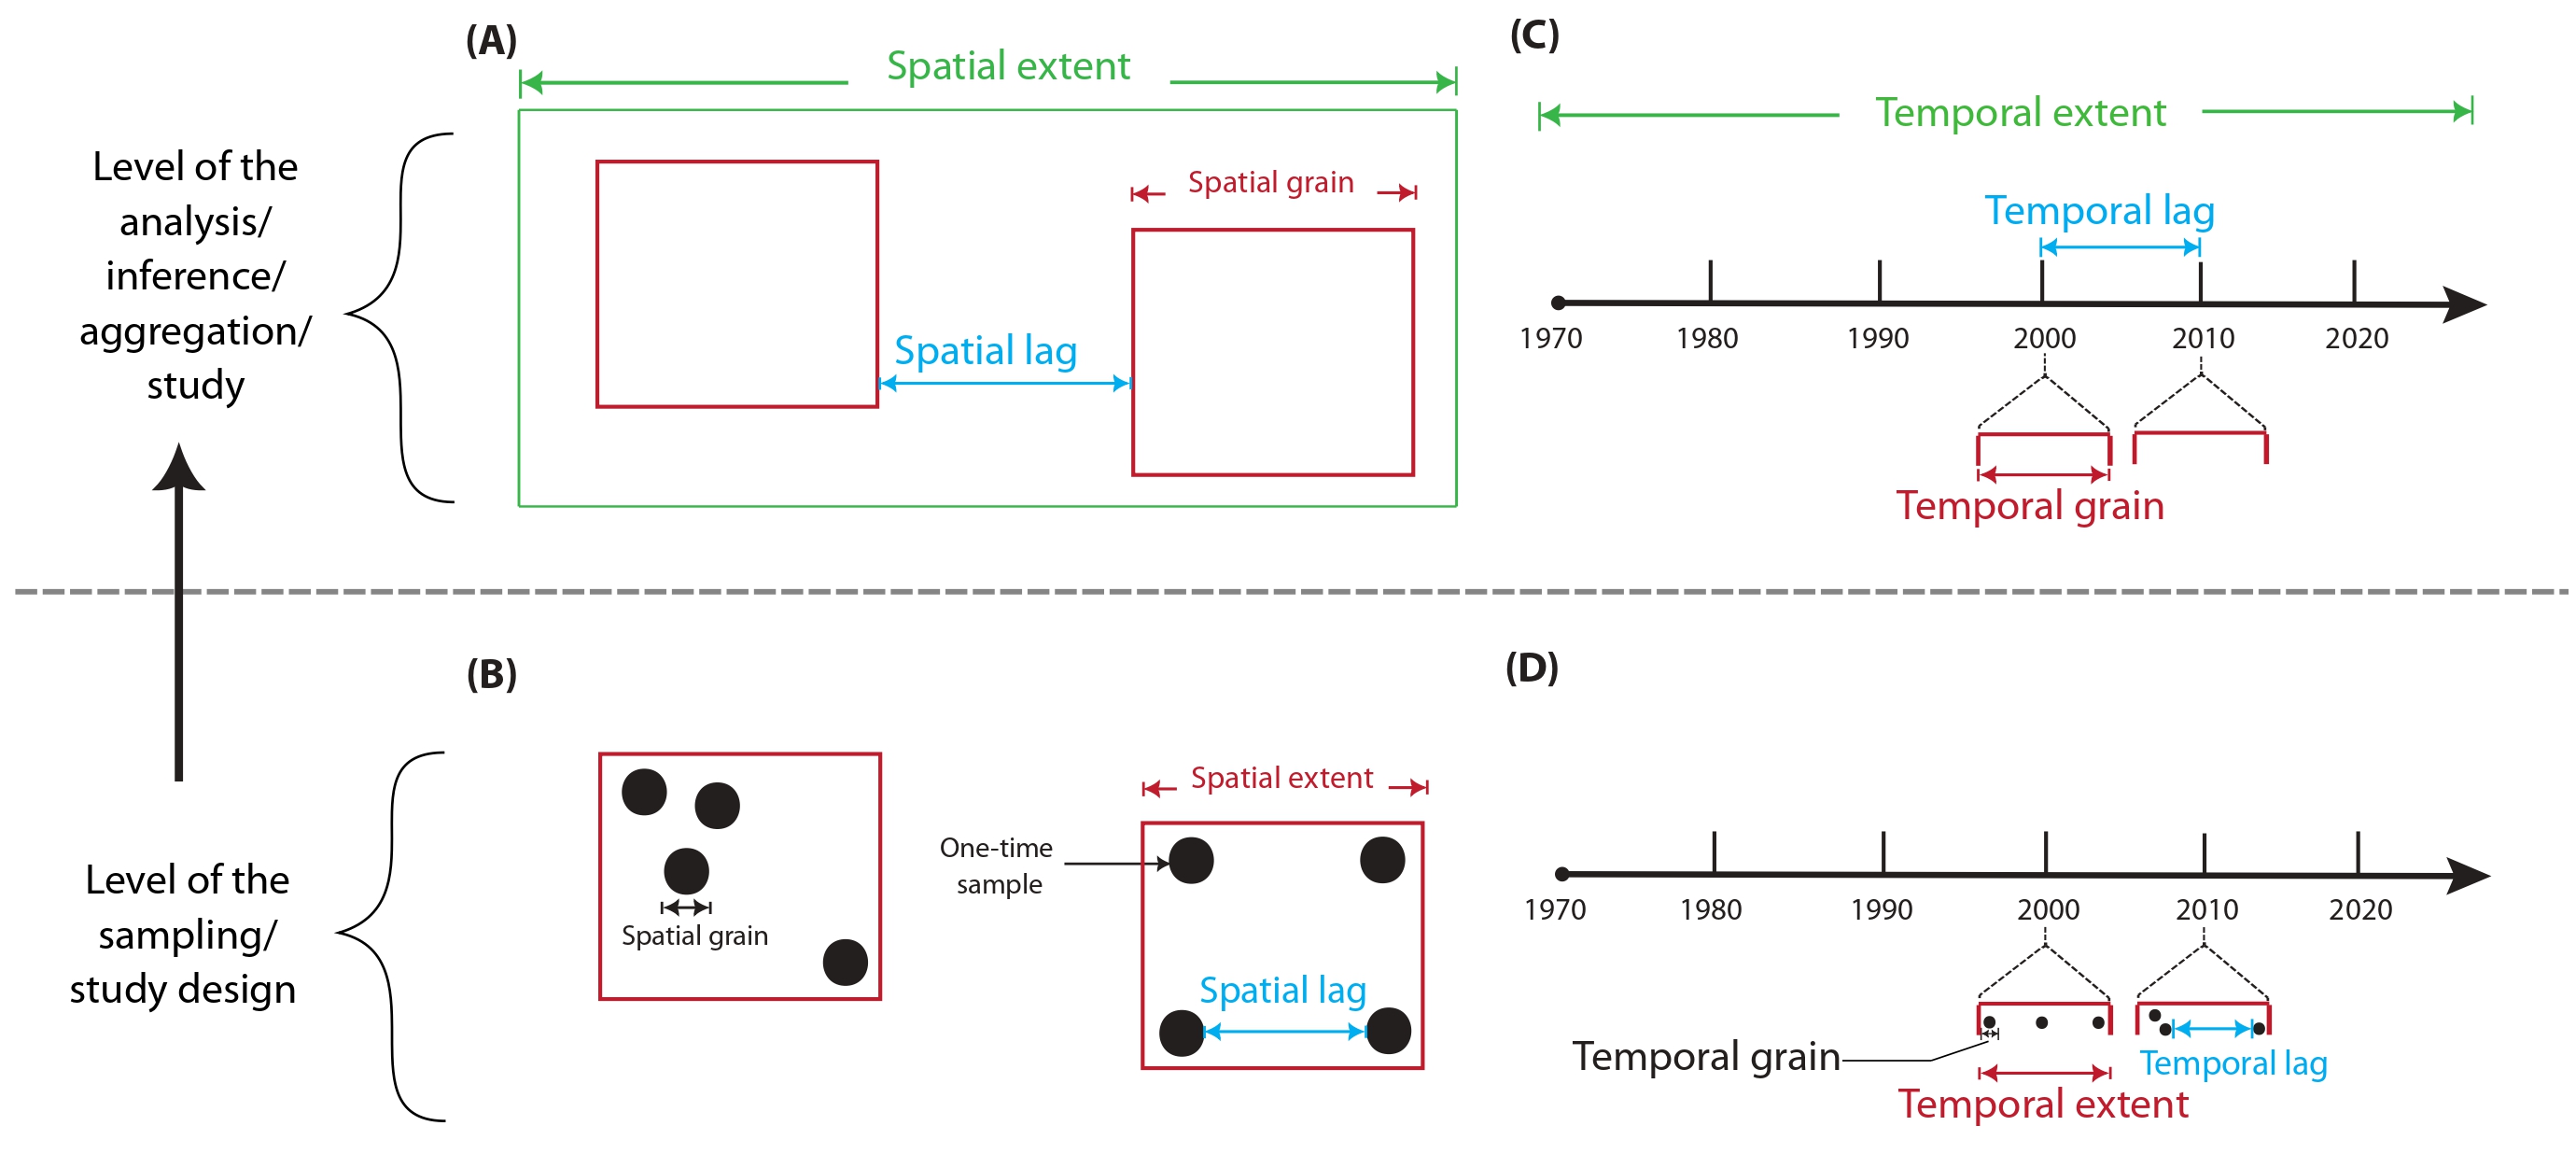 (A)
Spatial extent
Spatial grain
Spatial lag
Level of the
analysis/
inference/
aggregation/
study
(C)
Temporal extent
Temporal lag
1970 1980 1990 2000 2010 2020
Temporal grain
(B)
Spatial extent
One-time
sample
Spatial grain
Spatial lag
Level of the
sampling/
study design
(D)
1970 1980 1990 2000 2010 2020
Temporal grain
Temporal lag
Temporal extent